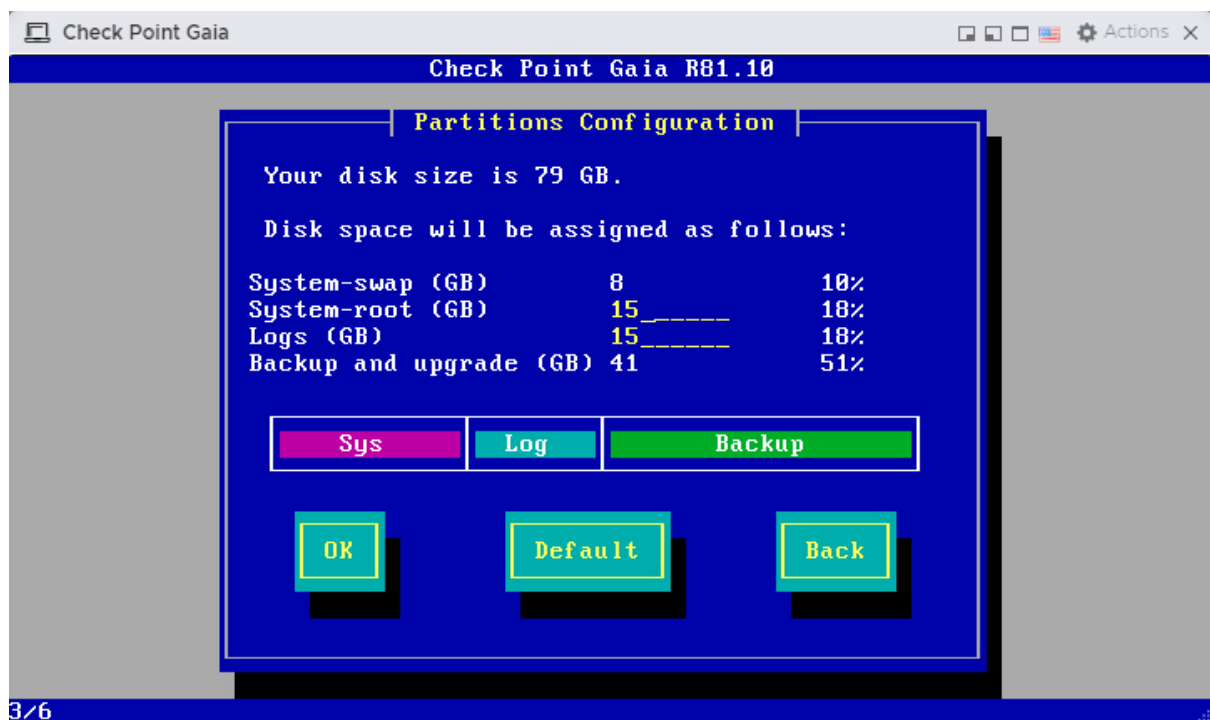 Check Point Gaia
Actions
Check Point Gaia R81.10
Partitions Configuration
Your disk size is 79 GB.
Disk space will be assigned as follows:
System-swap (GB) 8 10%
System-root (GB) 15_______ 18%
Logs (GB) 15______ 18%
Backup and upgrade (GB) 41 51%
Sys Log Backup
OK Default Back
3/6